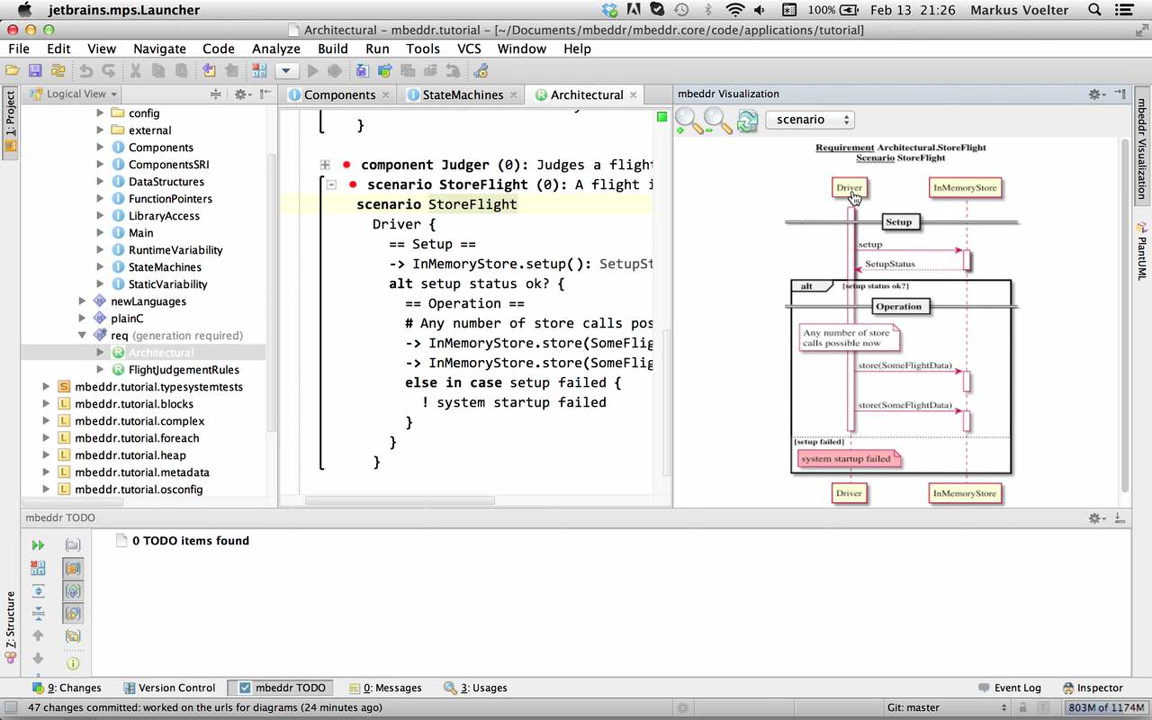 jetbrains.mps.Launcher 100% Feb 13 21:26 Markus Voelter
Architectural – mbeddr.tutorial – [~/Documents/mbeddr/mbeddr.core/code/applications/tutorial]
File Edit View Navigate Code Analyze Build Run Tools VCS Window Help
1: Project
Logical View
config
external
Components
ComponentsSRI
DataStructures
FunctionPointers
LibraryAccess
Main
RuntimeVariability
StateMachines
StaticVariability
newLanguages
plainC
req (generation required)
Architectural
FlightJudgementRules
mbeddr.tutorial.typesystemtests
mbeddr.tutorial.blocks
mbeddr.tutorial.complex
mbeddr.tutorial.foreach
mbeddr.tutorial.heap
mbeddr.tutorial.metadata
mbeddr.tutorial.osconfig
Components StateMachines Architectural
}
component Judger (0): Judges a flight
scenario StoreFlight (0): A flight i
scenario StoreFlight
Driver {
== Setup ==
-> InMemoryStore.setup(): SetupSt
alt setup status ok? {
== Operation ==
# Any number of store calls pos
-> InMemoryStore.store(SomeFlig
-> InMemoryStore.store(SomeFlig
else in case setup failed {
! system startup failed
}
}
}
mbeddr Visualization
scenario
Requirement Architectural.StoreFlight
Scenario StoreFlight
Driver InMemoryStore
Setup
setup
SetupStatus
alt [setup status ok?]
Operation
Any number of store
calls possible now
store(SomeFlightData)
store(SomeFlightData)
[setup failed]
system startup failed
Driver InMemoryStore
mbeddr Visualization
PlantUML
mbeddr TODO
0 TODO items found
Z: Structure
9: Changes Version Control mbeddr TODO 0: Messages 3: Usages Event Log Inspector
47 changes committed: worked on the urls for diagrams (24 minutes ago) Git: master 803M of 1174M